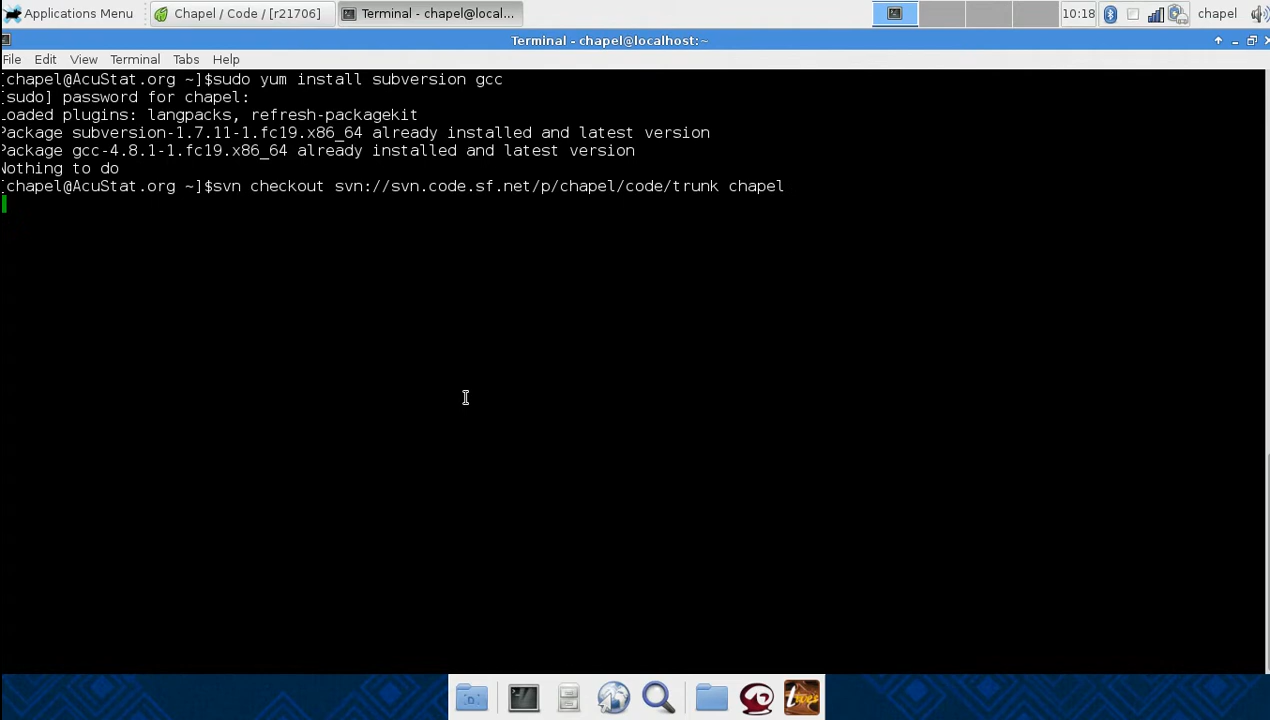 Applications Menu
Chapel / Code / [r21706]
Terminal - chapel@local...
10:18
chapel
Terminal - chapel@localhost:~
File Edit View Terminal Tabs Help
[chapel@AcuStat.org ~]$sudo yum install subversion gcc
[sudo] password for chapel:
Loaded plugins: langpacks, refresh-packagekit
Package subversion-1.7.11-1.fc19.x86_64 already installed and latest version
Package gcc-4.8.1-1.fc19.x86_64 already installed and latest version
Nothing to do
[chapel@AcuStat.org ~]$svn checkout svn://svn.code.sf.net/p/chapel/code/trunk chapel